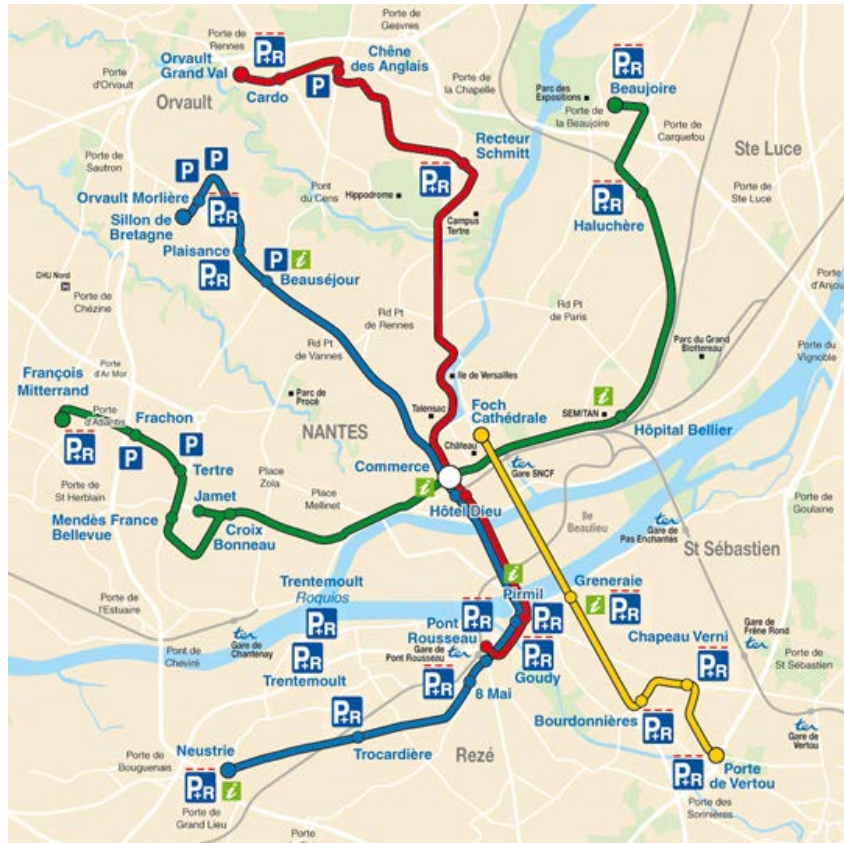 Porte de
Gesvres
Porte de
Rennes
P+R
Orvault
Grand Val
Chêne
des Anglais
Porte
d'Orvault
Cardo
P
Orvault
Porte de
la Chapelle
P+R
Parc des
Expositions
Beaujoire
Porte
de la
Beaujoire
Porte de
Carquefou
Recteur
Schmitt
Ste Luce
Porte de
Sautron
P
P
P+R
Pont
du Cens
Hippodrome
Campus
Tertre
Porte de
Ste Luce
Orvault Morlière
Sillon de
Bretagne
P+R
P+R
Haluchère
Plaisance
P+R
P
i
Beauséjour
CHU Nord
H
Porte de
Chézine
Porte
d'Anjou
Rd Pt
de Rennes
Rd Pt
de Paris
Rd Pt
de Vannes
Parc du Grand
Blottereau
Porte du
Vignoble
Porte
d'Ar Mor
Ile de Versailles
François
Mitterrand
Parc de
Procé
i
Porte
d'Atlantis
Frachon
Talensac
Foch
Cathédrale
SEMITAN
Hôpital Bellier
P+R
P
P
NANTES
Château
Commerce
ter
Gare SNCF
Tertre
Place
Zola
Porte de
St Herblain
Jamet
Place
Mellinet
i
Hôtel Dieu
Porte de
Goulaine
Mendès France
Bellevue
Croix
Bonneau
Ile
Beaulieu
ter
Gare de
Pas Enchantés
St Sébastien
Trentemoult
Roquios
i
Greneraie
Porte de
l'Estuaire
Pirmil
i
P+R
P+R
Pont
Rousseau
P+R
P+R
Chapeau Verni
Gare de
Frêne Rond
ter
ter
Gare de
Chantenay
Pont de
Cheviré
P+R
Gare de
Pont Rousseau
ter
P+R
Goudy
P+R
Porte de
St Sébastien
Trentemoult
P+R
8 Mai
Bourdonnières
P+R
ter
Gare de
Vertou
P+R
Neustrie
Trocardière
Rezé
Porte de
Bouguenais
P+R
i
P+R
Porte
de Vertou
Porte de
Grand Lieu
Porte des
Sorinières